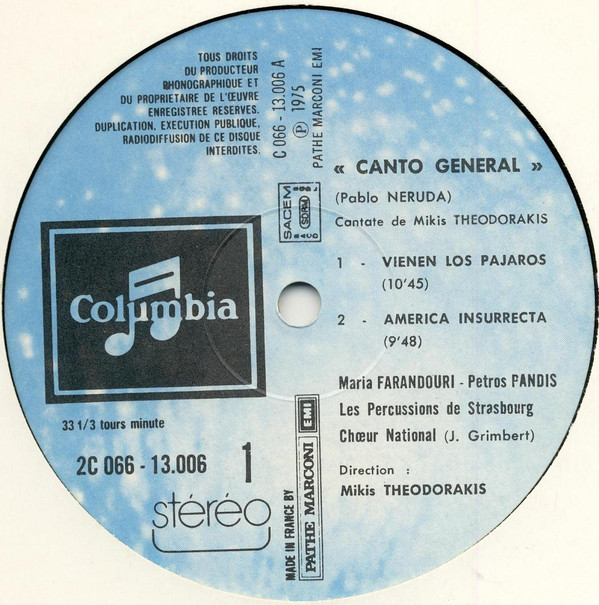 TOUS DROITS
DU PRODUCTEUR
PHONOGRAPHIQUE ET
DU PROPRIETAIRE DE L'ŒUVRE
ENREGISTREE RESERVES.
DUPLICATION, EXECUTION PUBLIQUE,
RADIODIFFUSION DE CE DISQUE
INTERDITES.
C 066 - 13.006 A
Ⓟ 1975
PATHE MARCONI EMI
SACEM
SDRM
« CANTO GENERAL »
(Pablo NERUDA)
Cantate de Mikis THEODORAKIS
1 - VIENEN LOS PAJAROS
(10'45)
2 - AMERICA INSURRECTA
(9'48)
Maria FARANDOURI - Petros PANDIS
Les Percussions de Strasbourg
Chœur National (J. Grimbert)
Direction :
Mikis THEODORAKIS
Columbia
33 1/3 tours minute
2C 066 - 13.006 1
stéréo
MADE IN FRANCE BY
PATHE MARCONI EMI